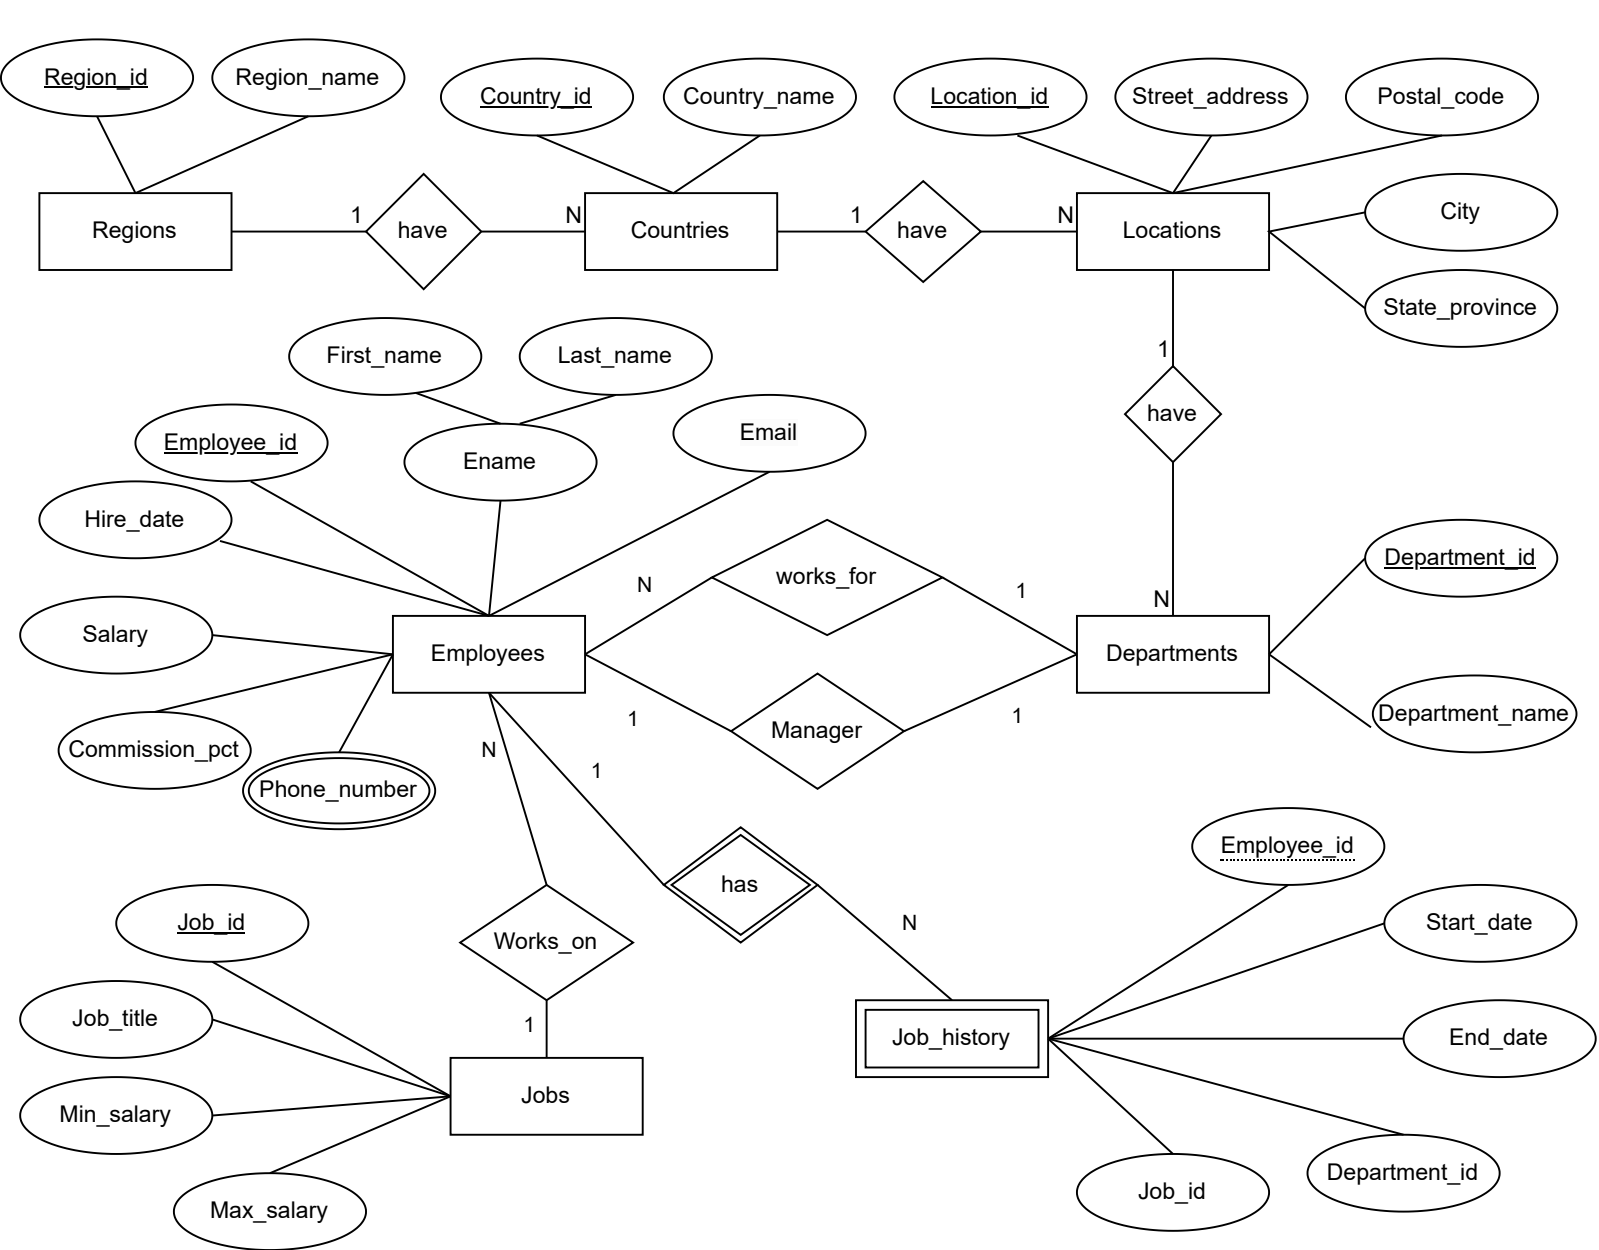 Region_id
Region_name
Country_id
Country_name
Location_id
Street_address
Postal_code
Regions
1
have
N
Countries
1
have
N
Locations
City
State_province
First_name
Last_name
1
have
Employee_id
Ename
Email
Hire_date
N
works_for
1
Department_id
N
Salary
Employees
Departments
1
Manager
1
Department_name
Commission_pct
N
1
Phone_number
has
Employee_id
Job_id
Works_on
N
Start_date
Job_title
1
Job_history
End_date
Min_salary
Jobs
Department_id
Max_salary
Job_id